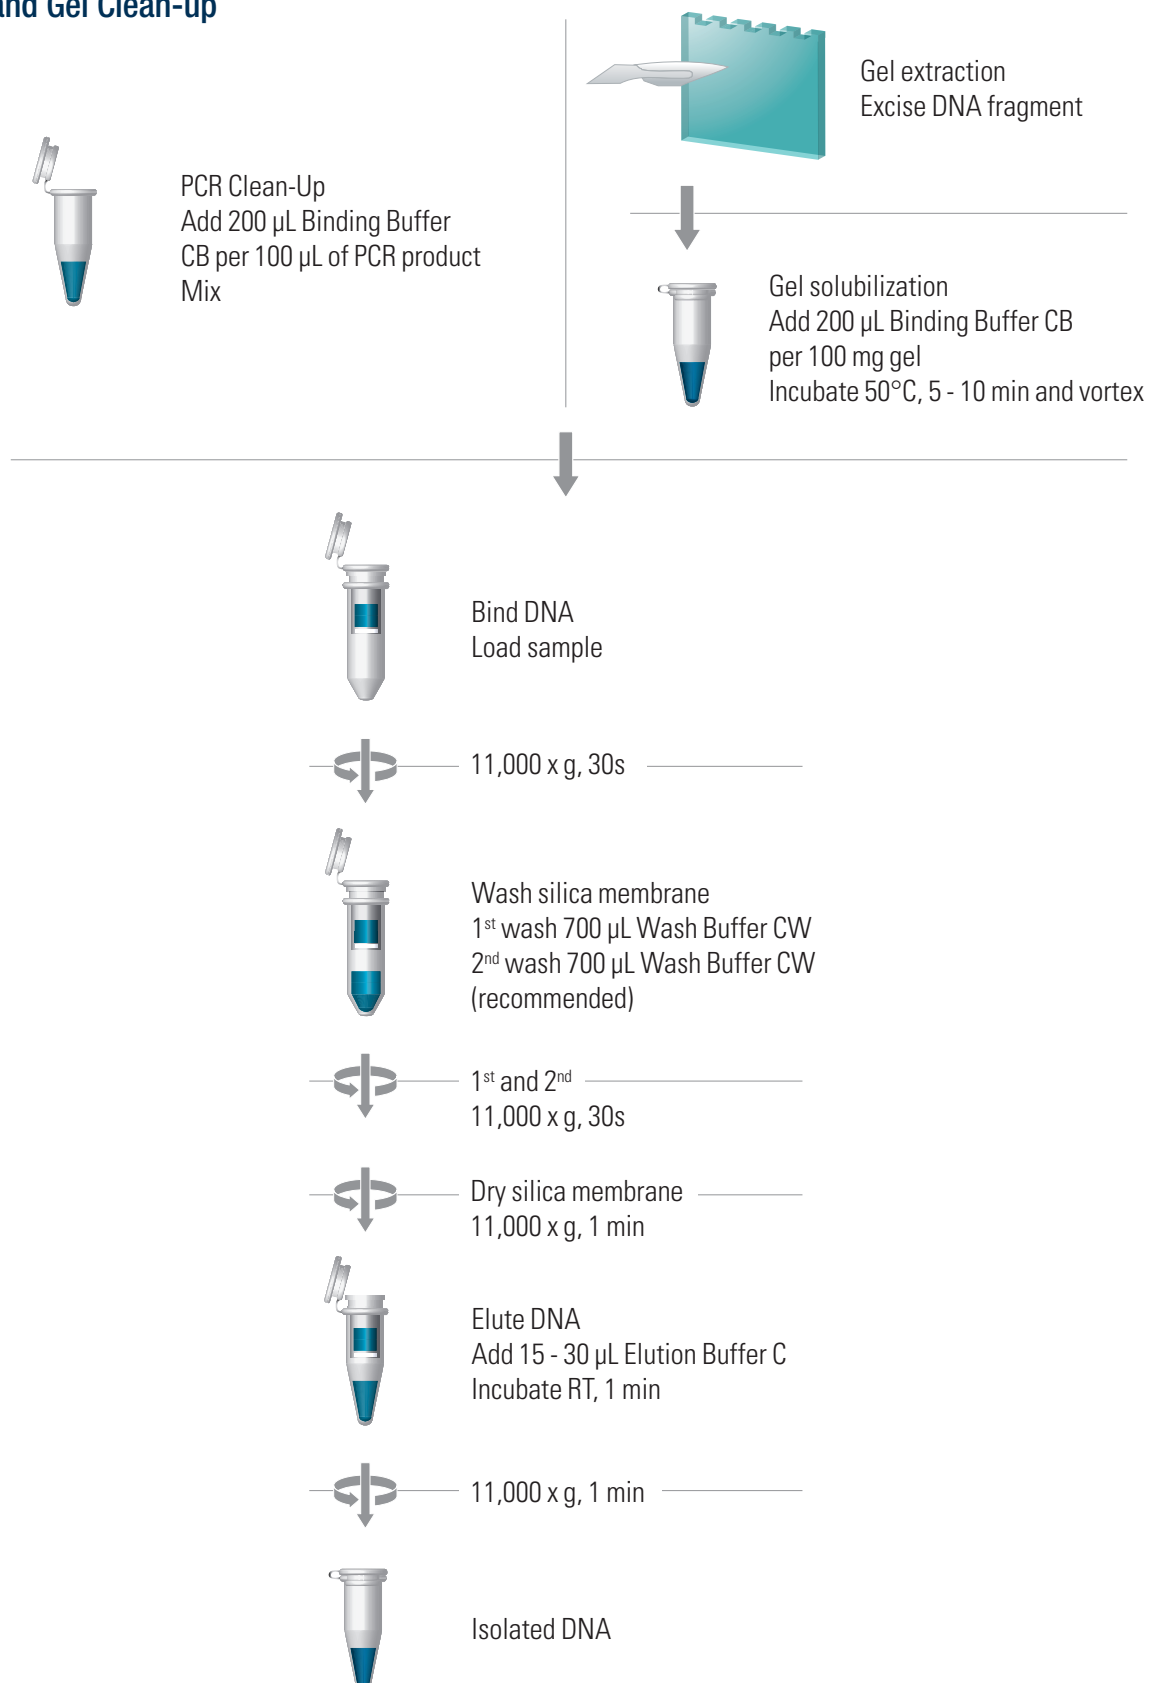 and Gel Clean-up
Gel extraction
Excise DNA fragment
PCR Clean-Up
Add 200 µL Binding Buffer
CB per 100 µL of PCR product
Mix
Gel solubilization
Add 200 µL Binding Buffer CB
per 100 mg gel
Incubate 50°C, 5 - 10 min and vortex
Bind DNA
Load sample
11,000 x g, 30s
Wash silica membrane
1st wash 700 µL Wash Buffer CW
2nd wash 700 µL Wash Buffer CW
(recommended)
1st and 2nd
11,000 x g, 30s
Dry silica membrane
11,000 x g, 1 min
Elute DNA
Add 15 - 30 µL Elution Buffer C
Incubate RT, 1 min
11,000 x g, 1 min
Isolated DNA